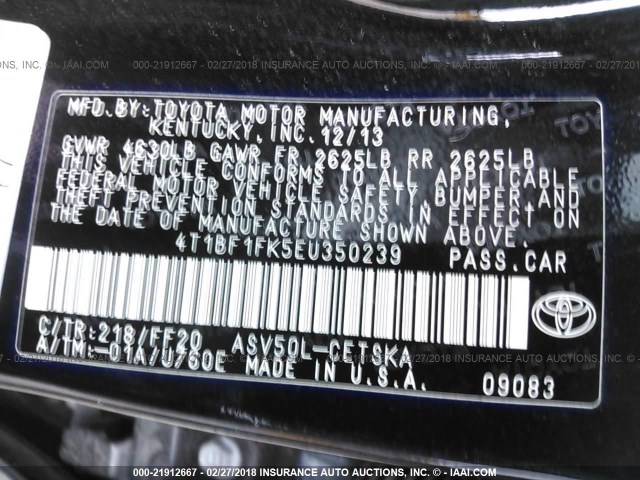 000-21912667 - 02/27/2018 INSURANCE AUTO AUCTIONS, INC. - © IAAI.COM
MFD.BY:TOYOTA MOTOR MANUFACTURING,
KENTUCKY,INC.12/13
GVWR 4630LB GAWR FR 2625LB RR 2625LB
THIS VEHICLE CONFORMS TO ALL APPLICABLE
FEDERAL MOTOR VEHICLE SAFETY,BUMPER,AND
THEFT PREVENTION STANDARDS IN EFFECT ON
THE DATE OF MANUFACTURE SHOWN ABOVE.
4T1BF1FK5EU350239 PASS.CAR
C/TR:218/FF20 ASV50L-CETSKA
A/TM:-01A/U760E MADE IN U.S.A. 09083
TOYOTA
000-21912667 - 02/27/2018 INSURANCE AUTO AUCTIONS, INC. - © IAAI.COM